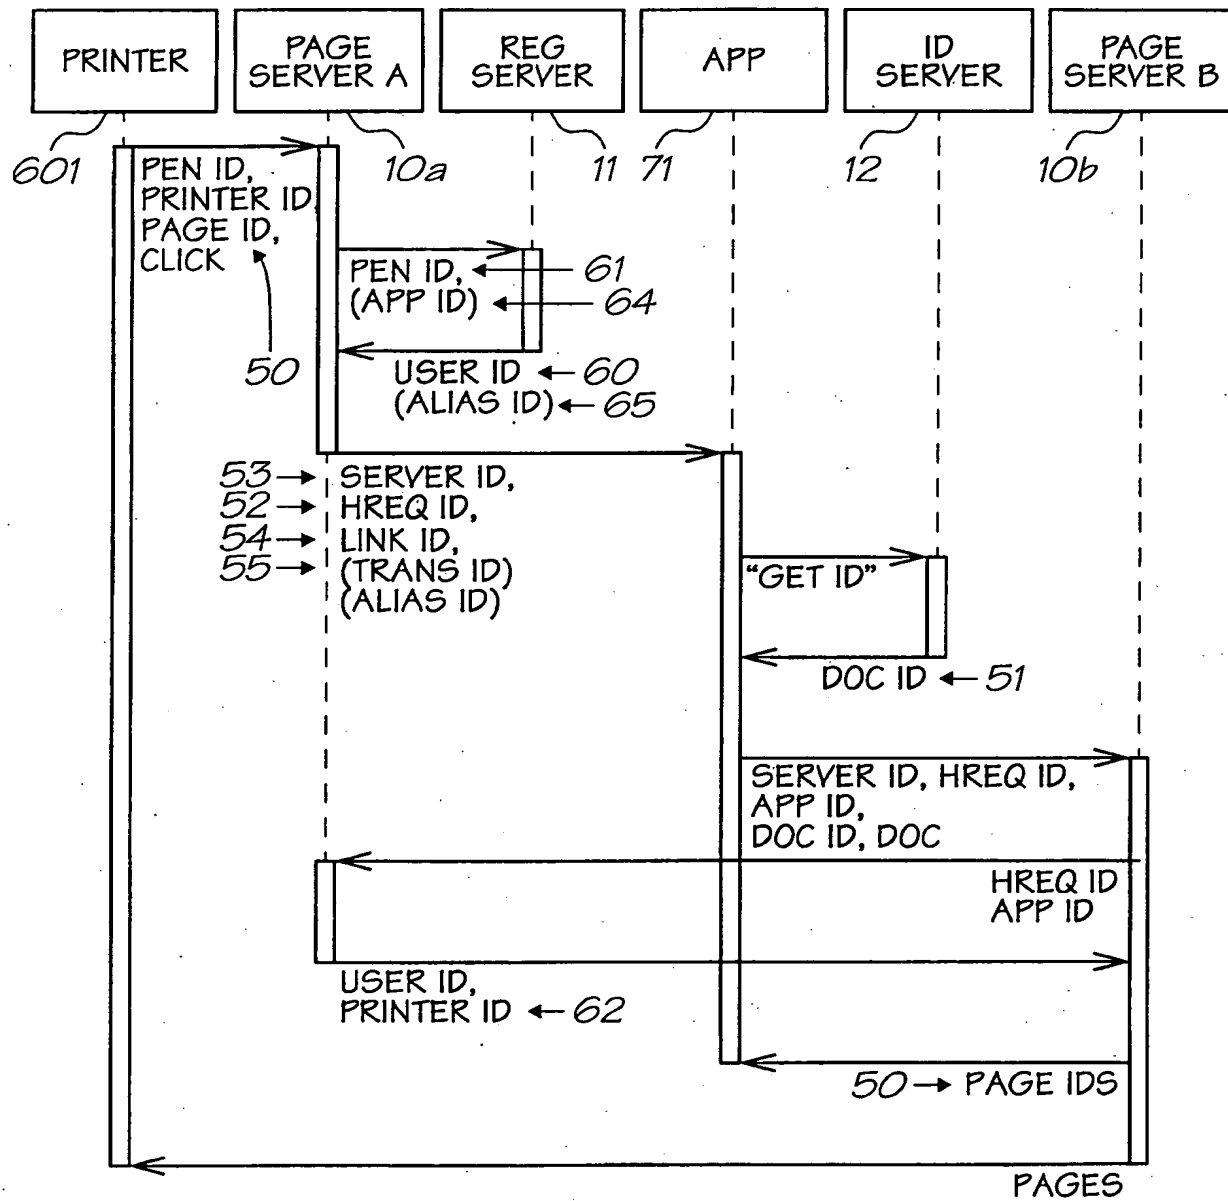 PRINTER
PAGE
SERVER A
REG
SERVER
APP
ID
SERVER
PAGE
SERVER B
601
10a
11
71
12
10b
PEN ID,
PRINTER ID
PAGE ID,
CLICK
50
PEN ID, 61
(APP ID) 64
USER ID 60
(ALIAS ID) 65
53 SERVER ID,
52 HREQ ID,
54 LINK ID,
55 (TRANS ID)
(ALIAS ID)
"GET ID"
DOC ID 51
SERVER ID, HREQ ID,
APP ID,
DOC ID, DOC
HREQ ID
APP ID
USER ID,
PRINTER ID 62
50 PAGE IDS
PAGES